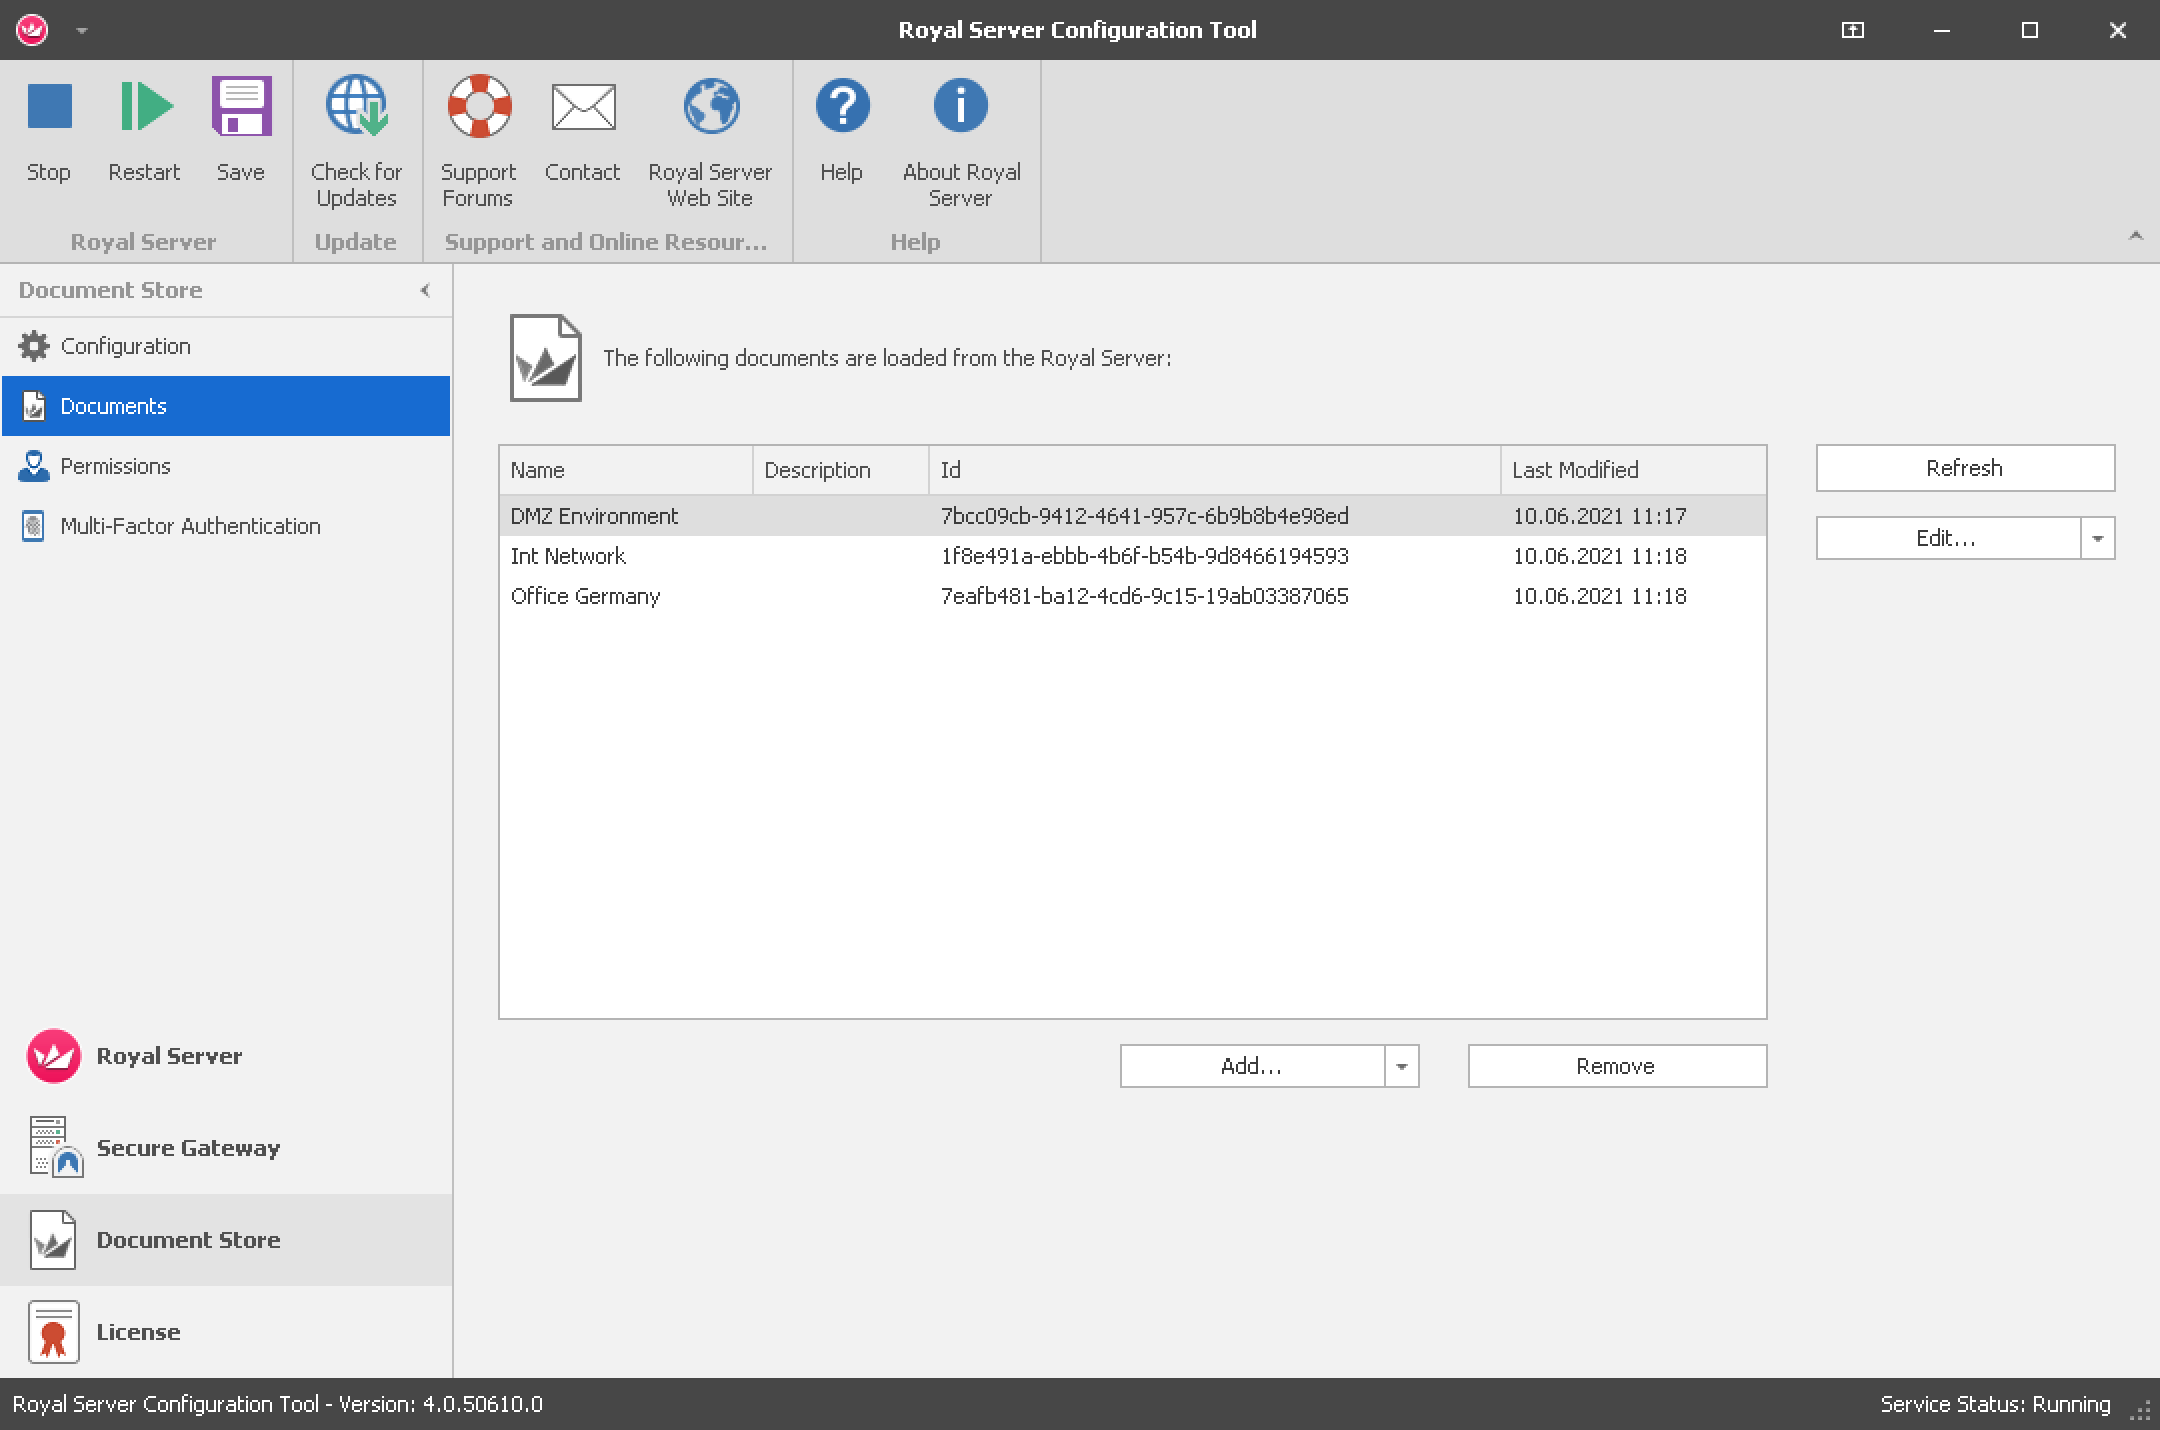 Royal Server Configuration Tool
Stop
Restart
Save
Check for
Updates
Support
Forums
Contact
Royal Server
Web Site
Help
About Royal
Server
Royal Server
Update
Support and Online Resour...
Help
Document Store
Configuration
Documents
Permissions
Multi-Factor Authentication
The following documents are loaded from the Royal Server:
Name Description Id Last Modified
DMZ Environment 7bcc09cb-9412-4641-957c-6b9b8b4e98ed 10.06.2021 11:17
Int Network 1f8e491a-ebbb-4b6f-b54b-9d8466194593 10.06.2021 11:18
Office Germany 7eafb481-ba12-4cd6-9c15-19ab03387065 10.06.2021 11:18
Refresh
Edit...
Add...
Remove
Royal Server
Secure Gateway
Document Store
License
Royal Server Configuration Tool - Version: 4.0.50610.0
Service Status: Running